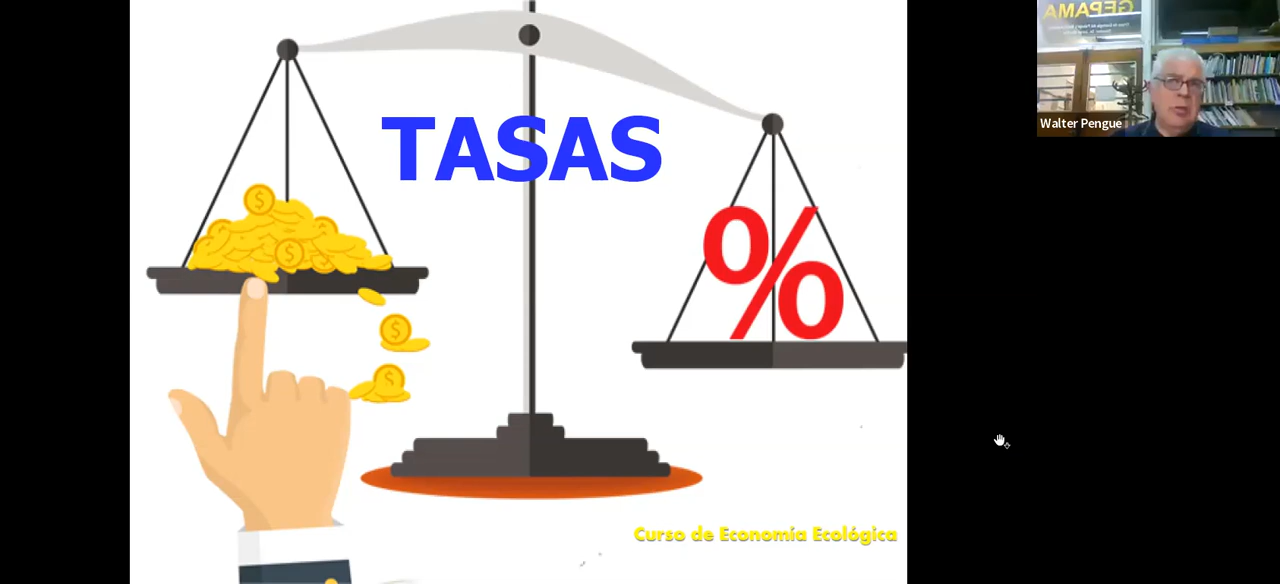 TASAS
$
%
$
$
$
Curso de Economía Ecológica
GEPAMA
Walter Pengue